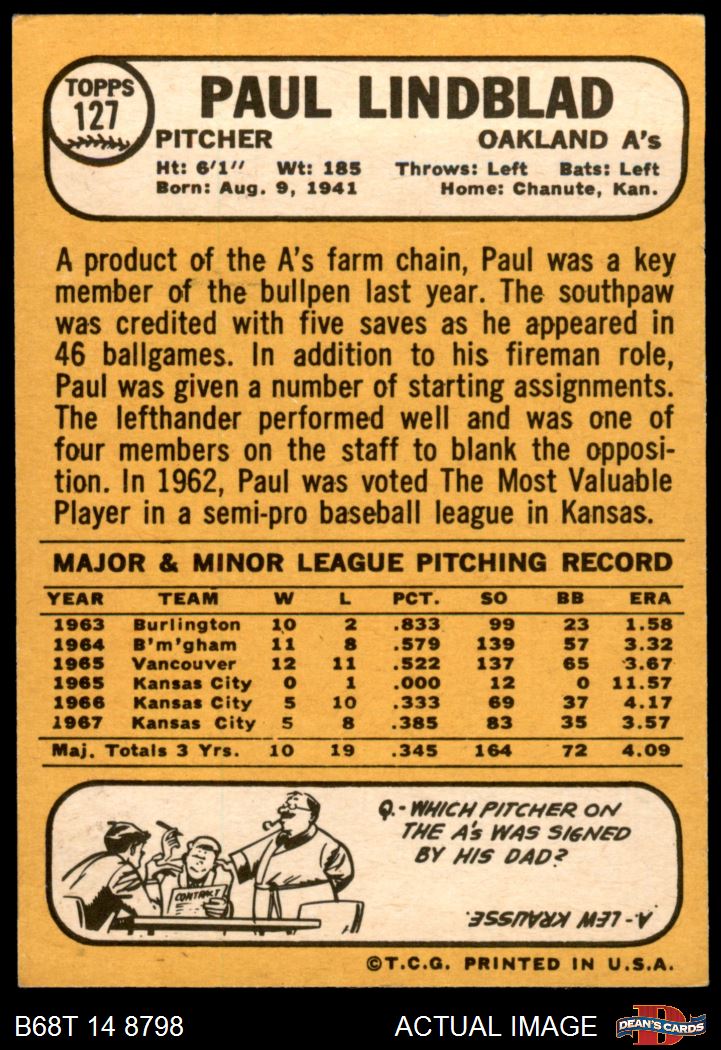 TOPPS
127
PAUL LINDBLAD
PITCHER OAKLAND A's
Ht: 6'1" Wt: 185 Throws: Left Bats: Left
Born: Aug. 9, 1941 Home: Chanute, Kan.
A product of the A's farm chain, Paul was a key
member of the bullpen last year. The southpaw
was credited with five saves as he appeared in
46 ballgames. In addition to his fireman role,
Paul was given a number of starting assignments.
The lefthander performed well and was one of
four members on the staff to blank the opposi-
tion. In 1962, Paul was voted The Most Valuable
Player in a semi-pro baseball league in Kansas.
MAJOR & MINOR LEAGUE PITCHING RECORD
YEAR TEAM W L PCT. SO BB ERA
1963 Burlington 10 2 .833 99 23 1.58
1964 B'm'gham 11 8 .579 139 57 3.32
1965 Vancouver 12 11 .522 137 65 3.67
1965 Kansas City 0 1 .000 12 0 11.57
1966 Kansas City 5 10 .333 69 37 4.17
1967 Kansas City 5 8 .385 83 35 3.57
Maj. Totals 3 Yrs. 10 19 .345 164 72 4.09
Q.-WHICH PITCHER ON
THE A's WAS SIGNED
BY HIS DAD?
CONTRACT
A.-LEW KRAUSSE.
©T.C.G. PRINTED IN U.S.A.
B68T 14 8798 ACTUAL IMAGE DEAN'S CARDS